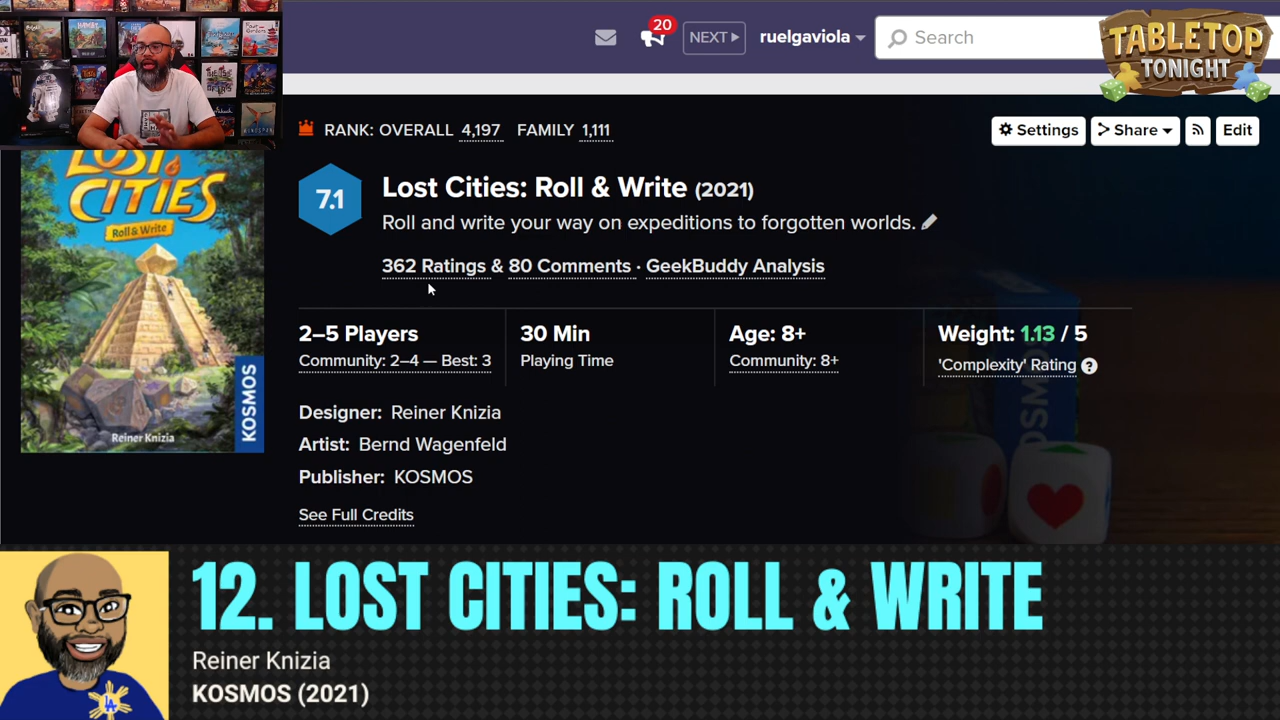 20
NEXT
ruelgaviola
Search
TABLETOP
TONIGHT
RANK: OVERALL 4,197 FAMILY 1,111
Settings
Share
Edit
LOST
CITIES
Roll & Write
KOSMOS
Reiner Knizia
7.1
Lost Cities: Roll & Write (2021)
Roll and write your way on expeditions to forgotten worlds.
362 Ratings & 80 Comments · GeekBuddy Analysis
2–5 Players
Community: 2–4 — Best: 3
30 Min
Playing Time
Age: 8+
Community: 8+
Weight: 1.13 / 5
'Complexity' Rating ?
Designer: Reiner Knizia
Artist: Bernd Wagenfeld
Publisher: KOSMOS
See Full Credits
12. LOST CITIES: ROLL & WRITE
Reiner Knizia
KOSMOS (2021)
LA